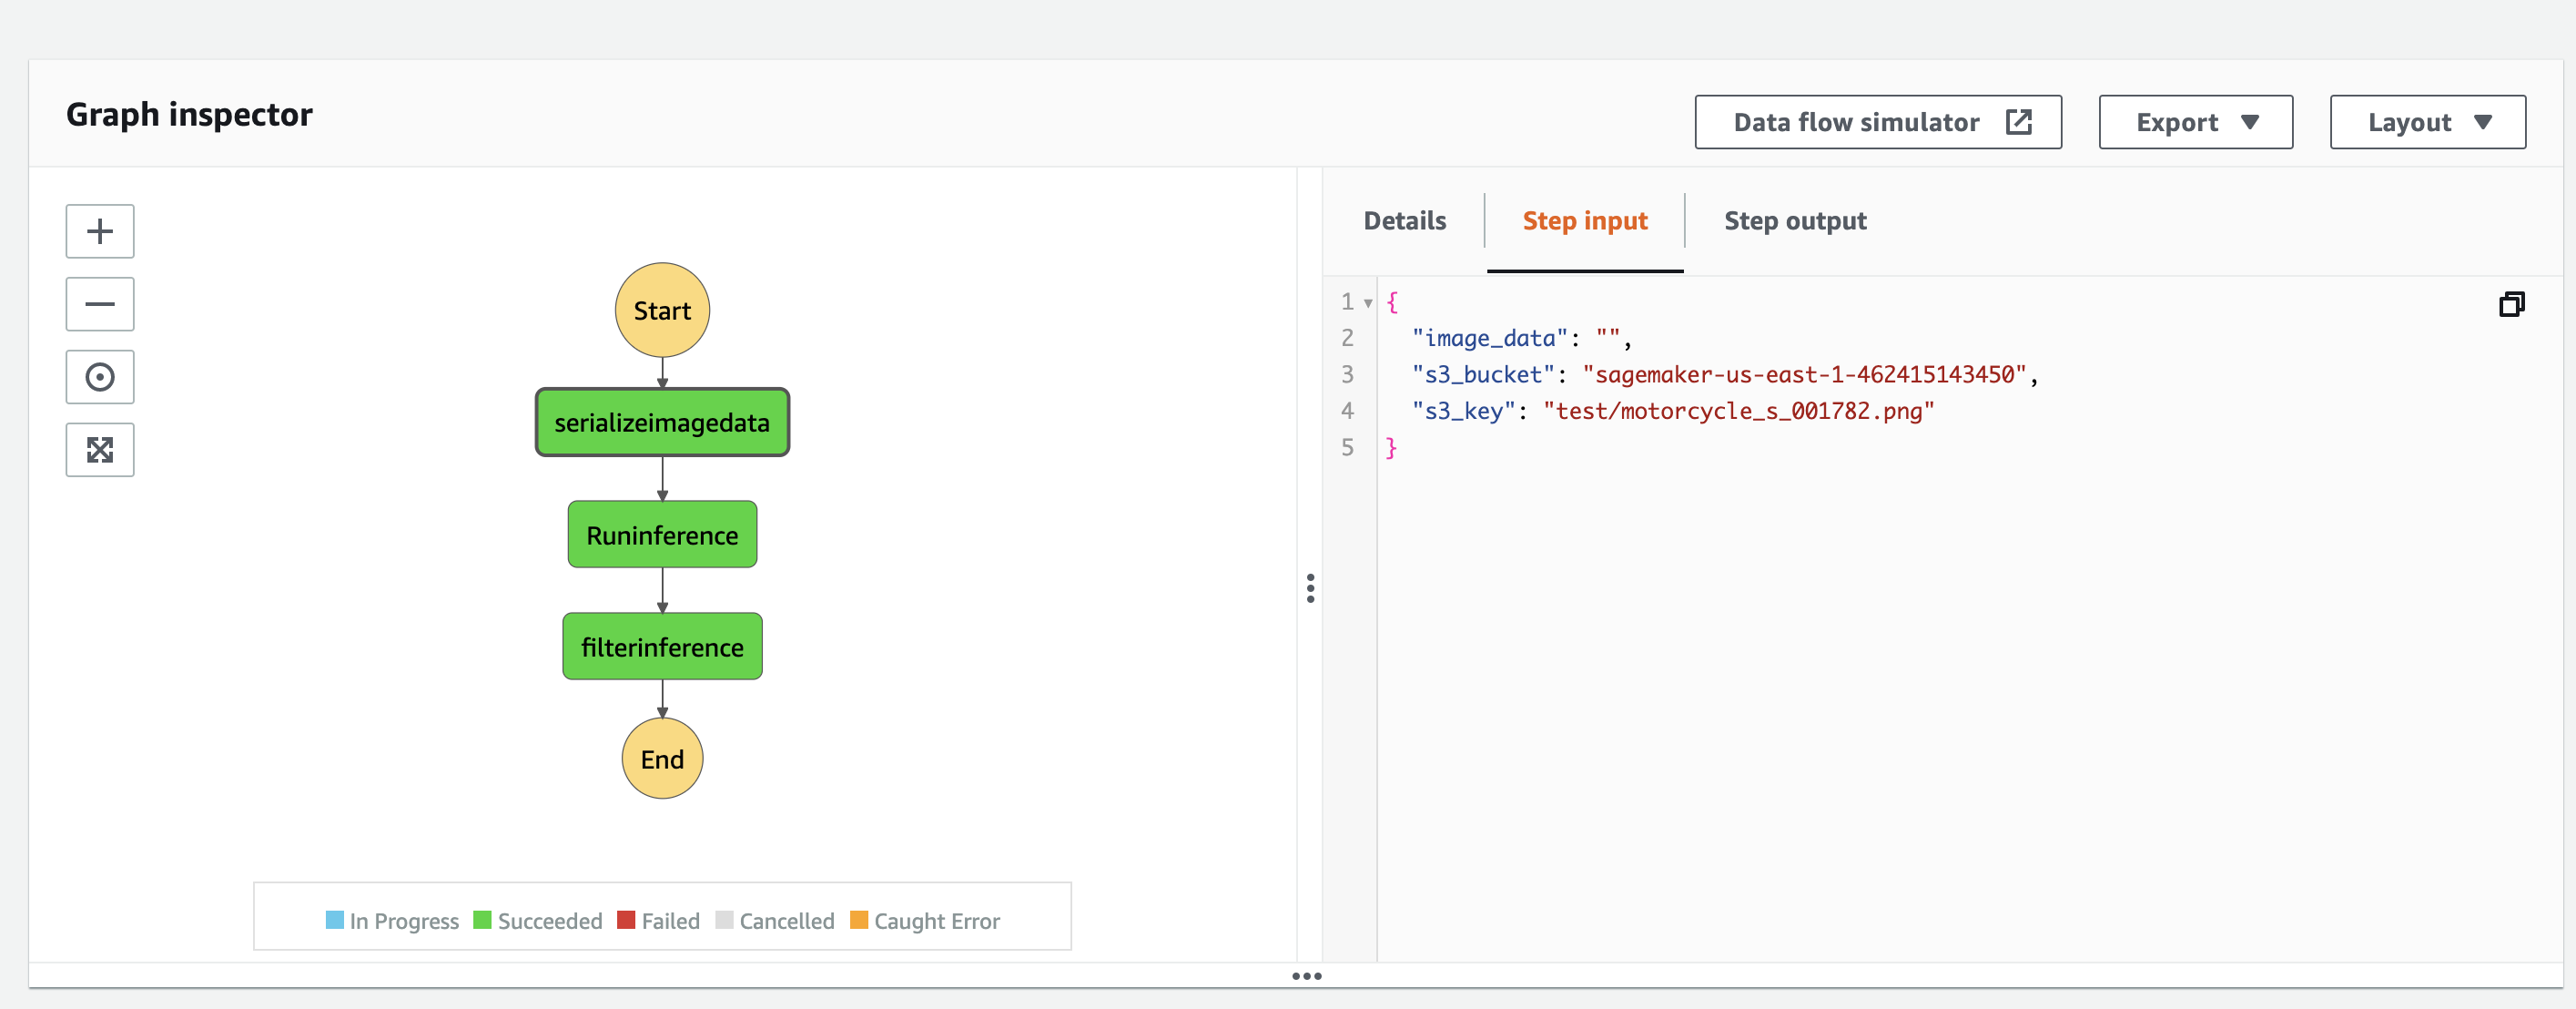 Graph inspector
Data flow simulator
Export
Layout
Start
serializeimagedata
Runinference
filterinference
End
In Progress Succeeded Failed Cancelled Caught Error
Details
Step input
Step output
1 {
2 "image_data": "",
3 "s3_bucket": "sagemaker-us-east-1-462415143450",
4 "s3_key": "test/motorcycle_s_001782.png"
5 }